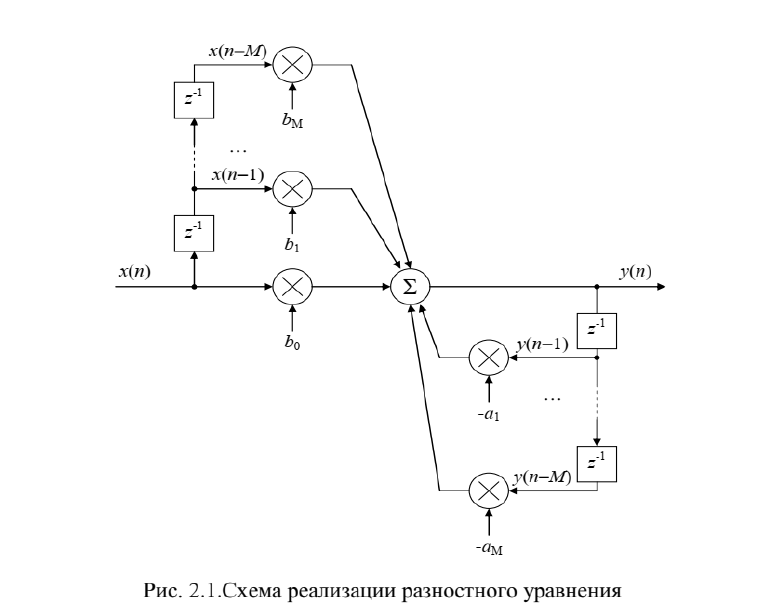 x(n–M)
z⁻¹
b_M
...
x(n–1)
z⁻¹
b₁
x(n)
Σ
y(n)
b₀
z⁻¹
y(n–1)
-a₁
...
z⁻¹
y(n–M)
-a_M
Рис. 2.1.Схема реализации разностного уравнения